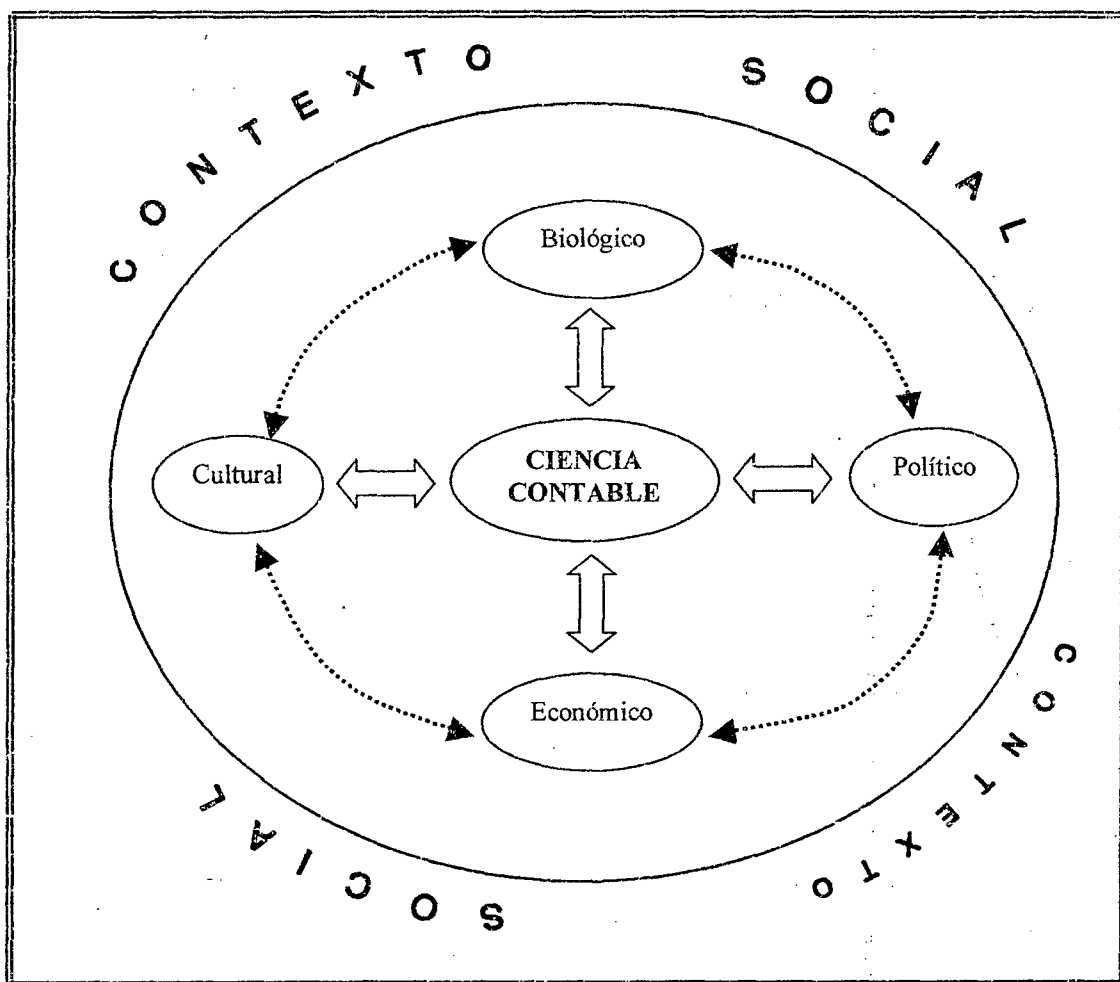 CONTEXTO SOCIAL
Biológico
Cultural
CIENCIA
CONTABLE
Político
Económico
CONTEXTO SOCIAL